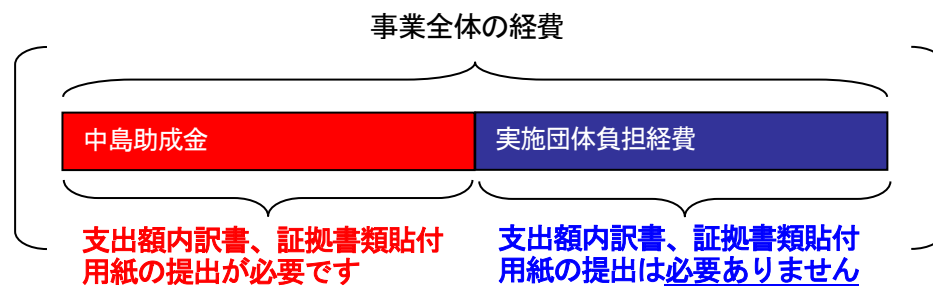 事業全体の経費
中島助成金
実施団体負担経費
支出額内訳書、証拠書類貼付
用紙の提出が必要です
支出額内訳書、証拠書類貼付
用紙の提出は必要ありません